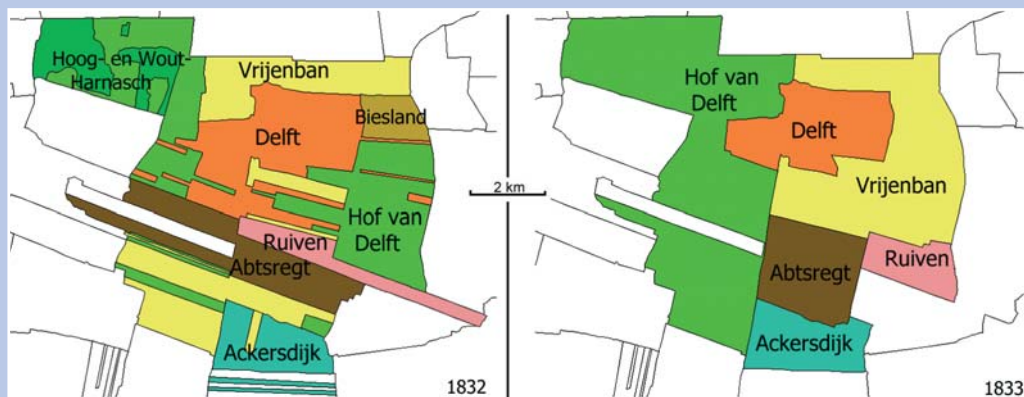 Hoog- en Wout-
Harnasch
Vrijenban
Biesland
Delft
Hof van
Delft
Ruiven
Abtsregt
Ackersdijk
1832
2 km
Hof van
Delft
Delft
Vrijenban
Abtsregt
Ruiven
Ackersdijk
1833